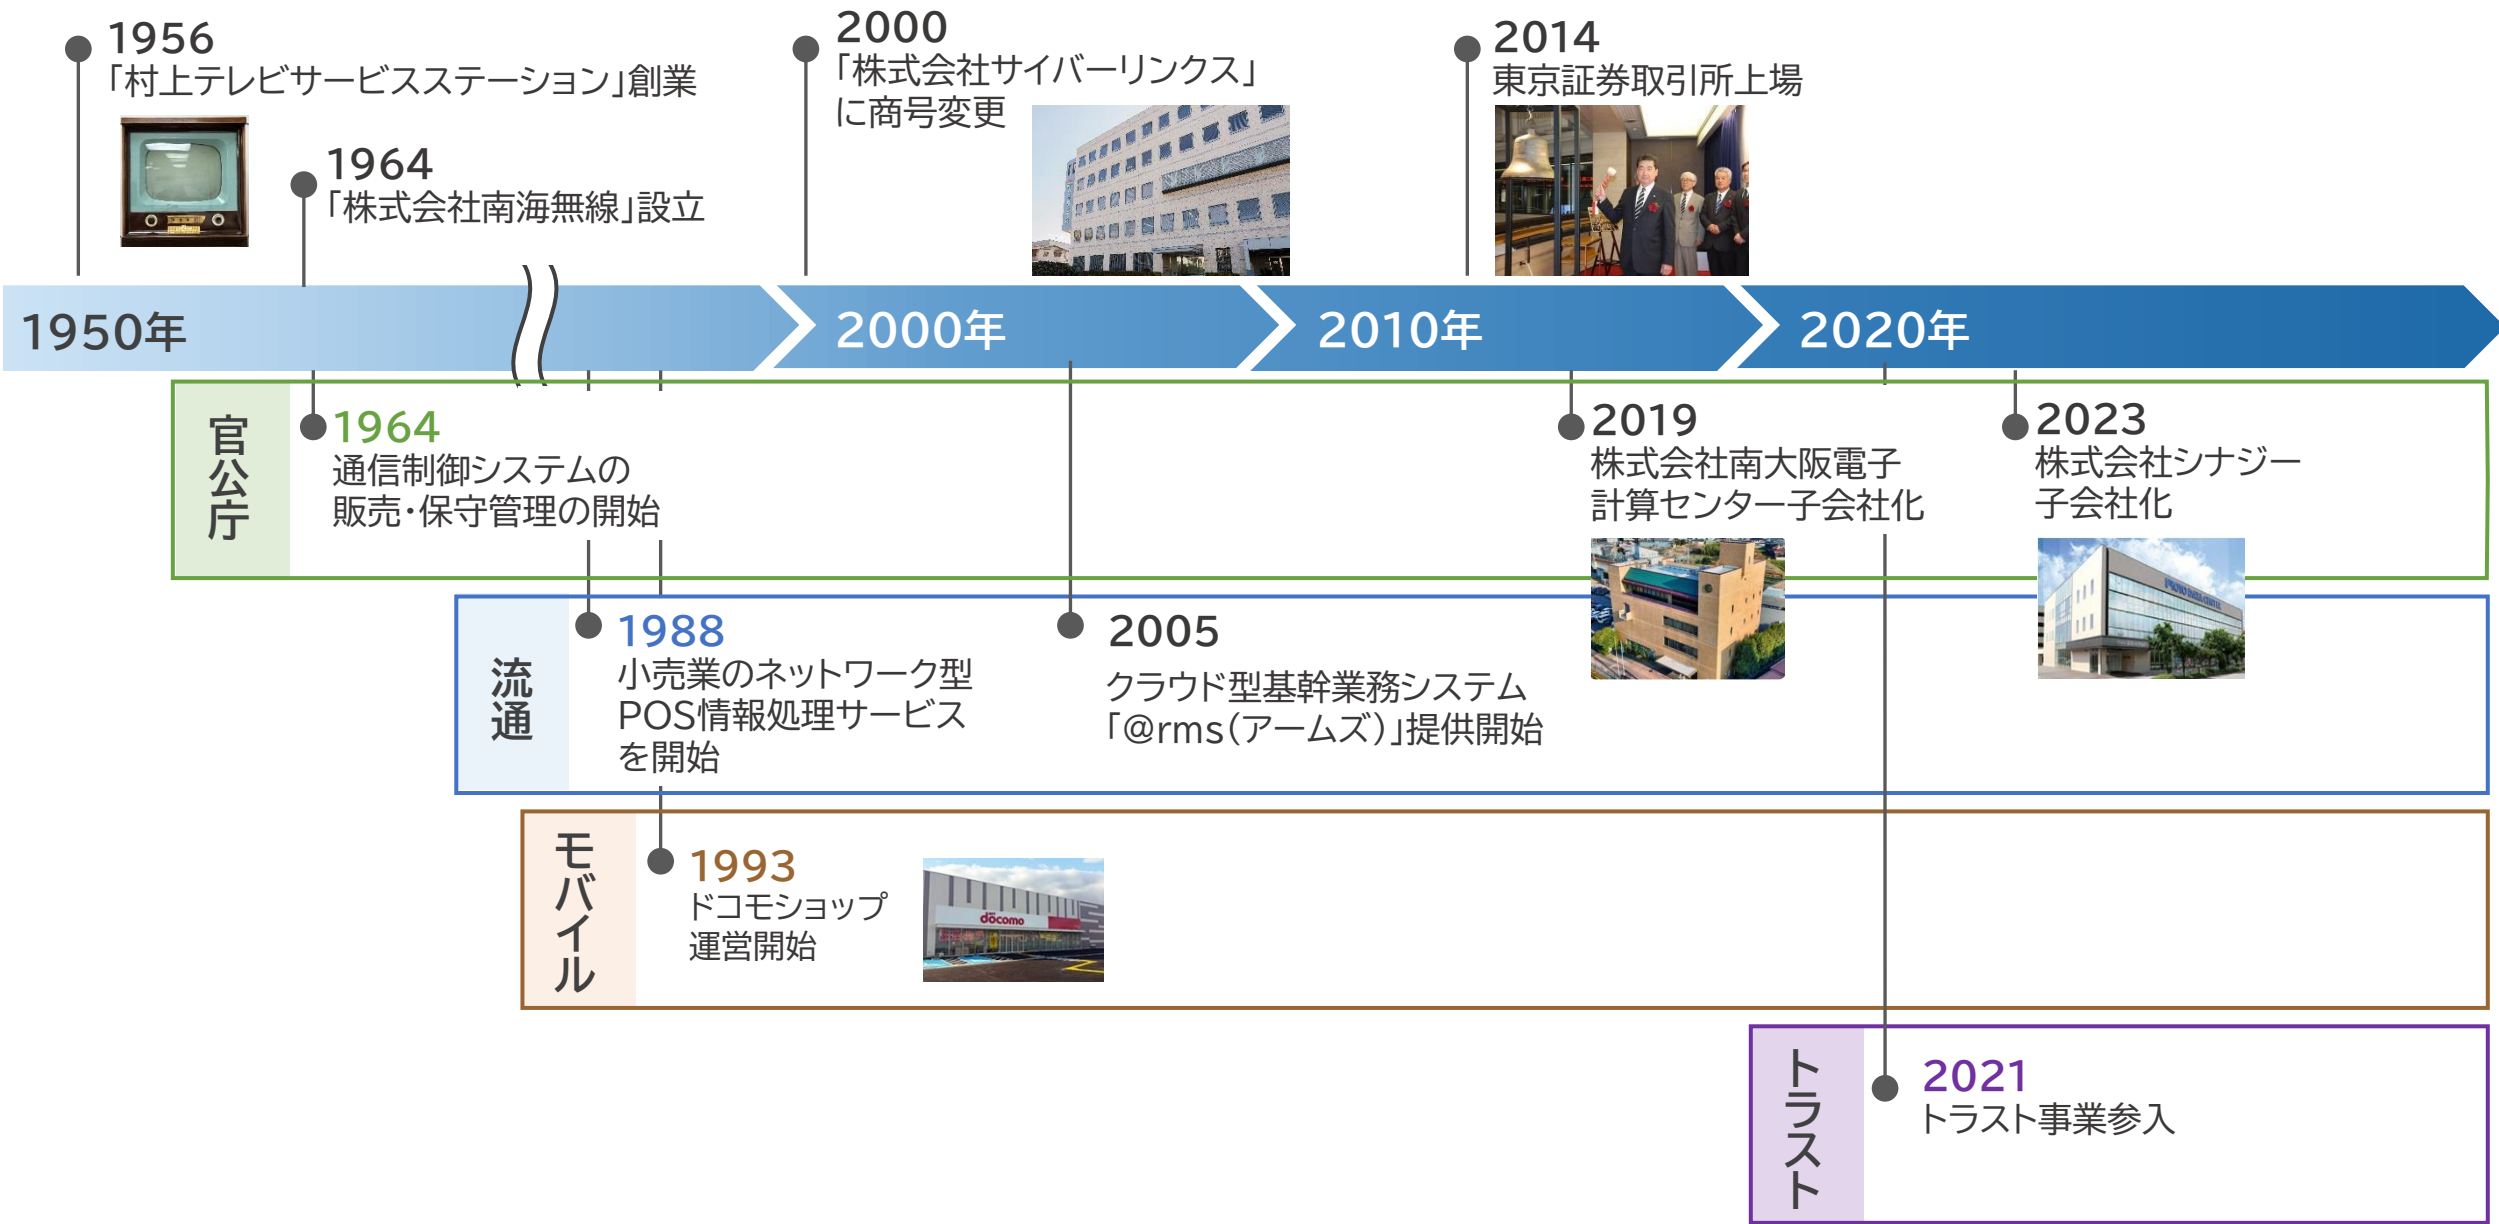 1956
「村上テレビサービスステーション」創業
1964
「株式会社南海無線」設立
2000
「株式会社サイバーリンクス」
に商号変更
2014
東京証券取引所上場
1950年
2000年
2010年
2020年
官公庁
1964
通信制御システムの
販売・保守管理の開始
2019
株式会社南大阪電子
計算センター子会社化
2023
株式会社シナジー
子会社化
流通
1988
小売業のネットワーク型
POS情報処理サービス
を開始
2005
クラウド型基幹業務システム
「@rms(アームズ)」提供開始
モバイル
1993
ドコモショップ
運営開始
döcomo
トラスト
2021
トラスト事業参入